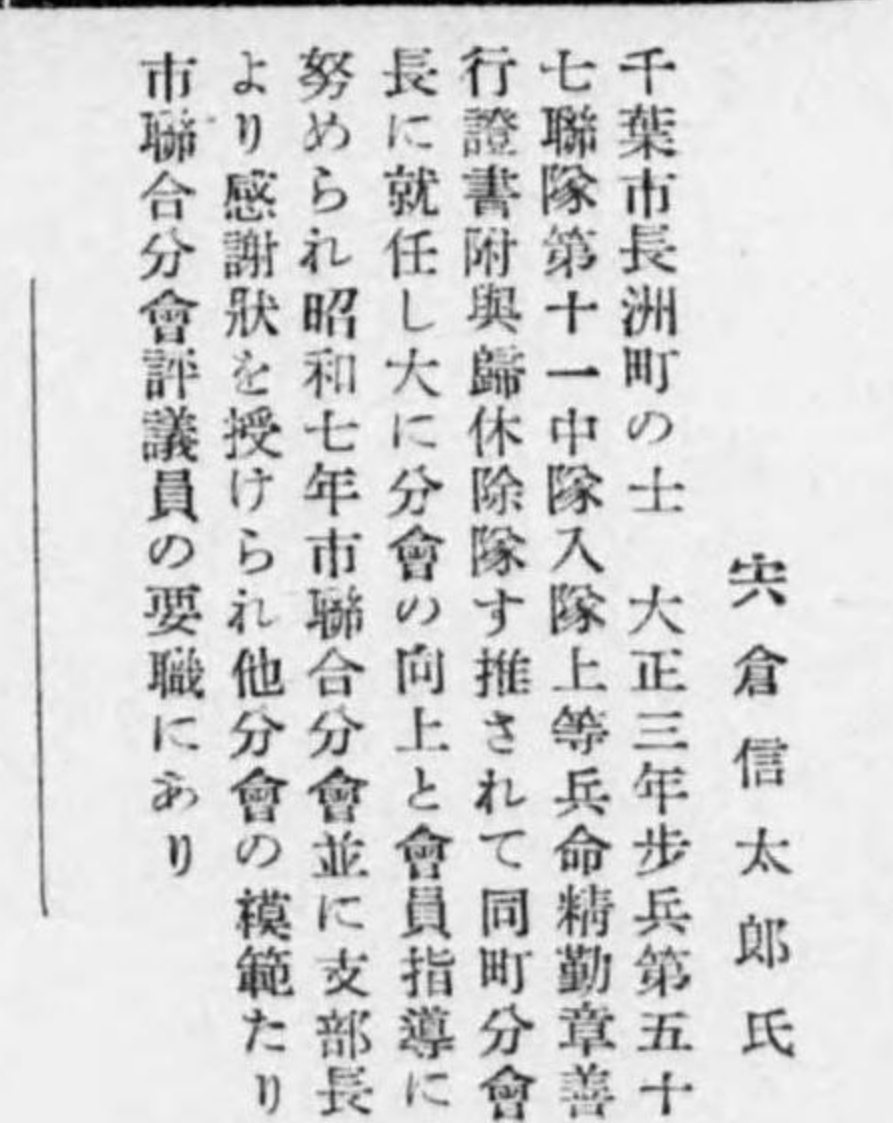 宍倉信太郎氏
千葉市長洲町の士　大正三年歩兵第五十
七聯隊第十一中隊入隊上等兵命精勤章善
行證書附與歸休除隊す推されて同町分會
長に就任し大に分會の向上と會員指導に
努められ昭和七年市聯合分會並に支部長
より感謝狀を授けられ他分會の模範たり
市聯合分會評議員の要職にあり